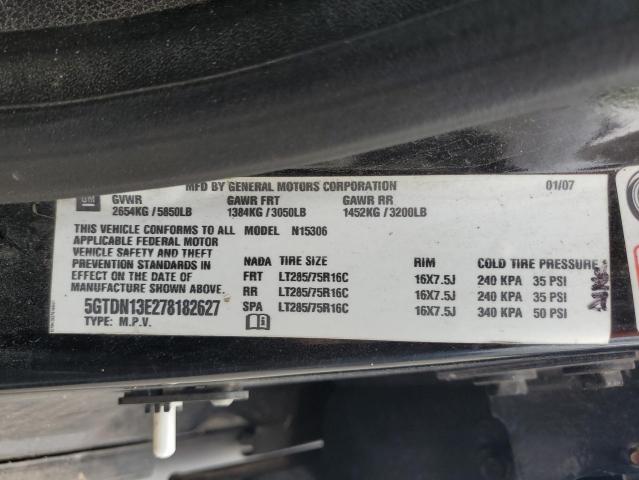 GM
MFD BY GENERAL MOTORS CORPORATION 01/07
GVWR GAWR FRT GAWR RR
2654KG / 5850LB 1384KG / 3050LB 1452KG / 3200LB
THIS VEHICLE CONFORMS TO ALL MODEL N15306
APPLICABLE FEDERAL MOTOR
VEHICLE SAFETY AND THEFT
PREVENTION STANDARDS IN
EFFECT ON THE DATE OF
MANUFACTURE SHOWN ABOVE.
5GTDN13E278182627
TYPE: M.P.V.
NADA TIRE SIZE RIM COLD TIRE PRESSURE
FRT LT285/75R16C 16X7.5J 240 KPA 35 PSI
RR LT285/75R16C 16X7.5J 240 KPA 35 PSI
SPA LT285/75R16C 16X7.5J 340 KPA 50 PSI